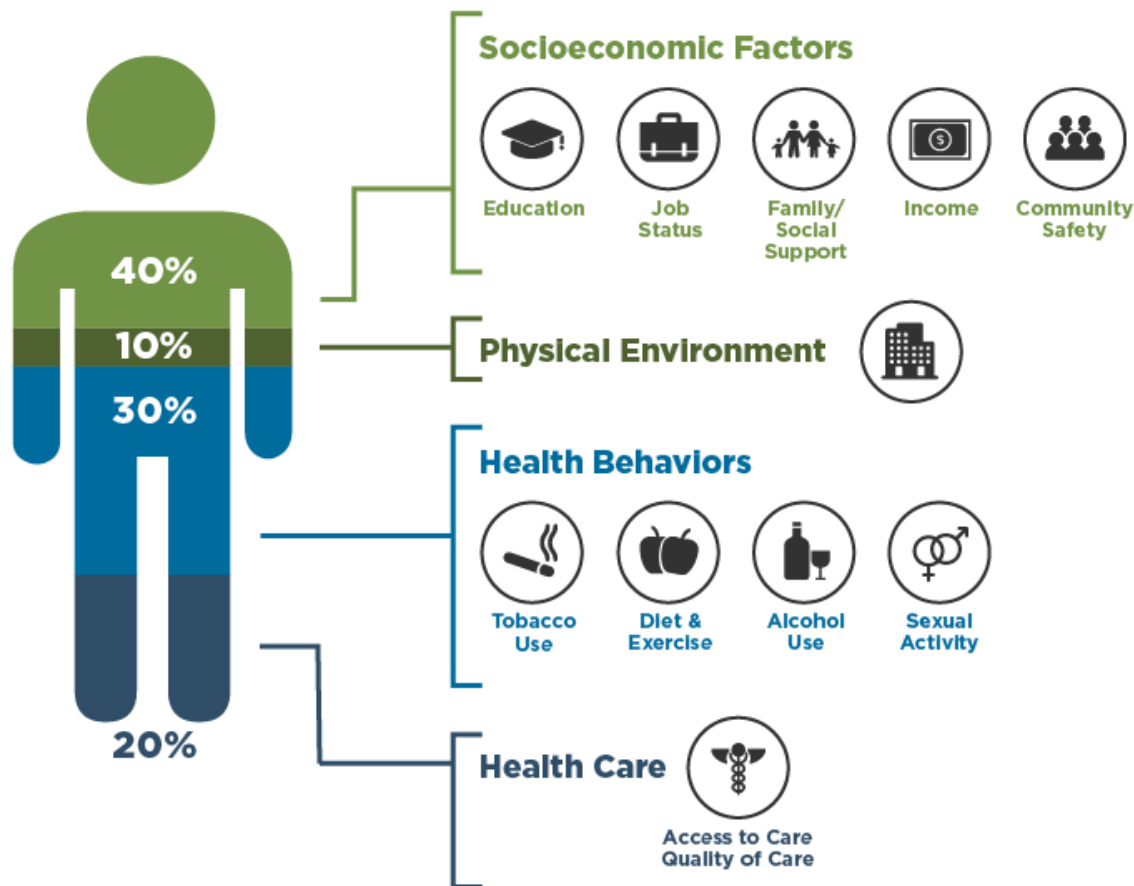 Socioeconomic Factors
Education
Job
Status
Family/
Social
Support
Income
Community
Safety
40%
10%
Physical Environment
30%
Health Behaviors
Tobacco
Use
Diet &
Exercise
Alcohol
Use
Sexual
Activity
20%
Health Care
Access to Care
Quality of Care
$